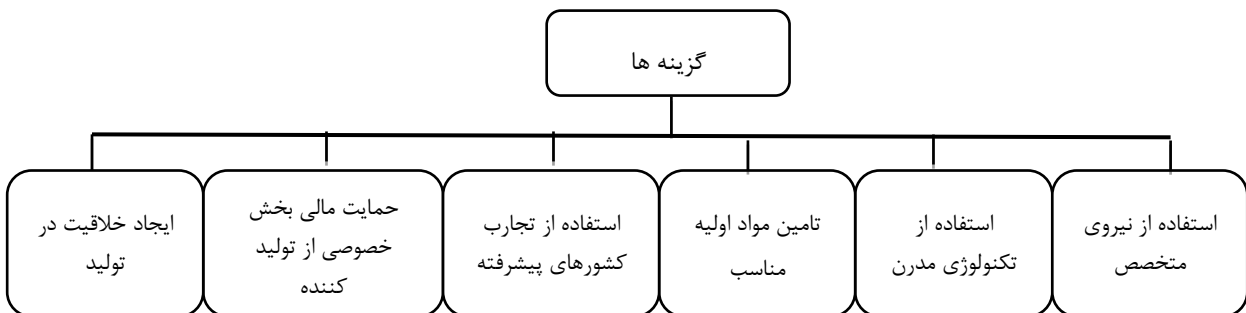 گزینه ها
استفاده از نیروی
متخصص
استفاده از
تکنولوژی مدرن
تامین مواد اولیه
مناسب
استفاده از تجارب
کشورهای پیشرفته
حمایت مالی بخش
خصوصی از تولید
کننده
ایجاد خلاقیت در
تولید